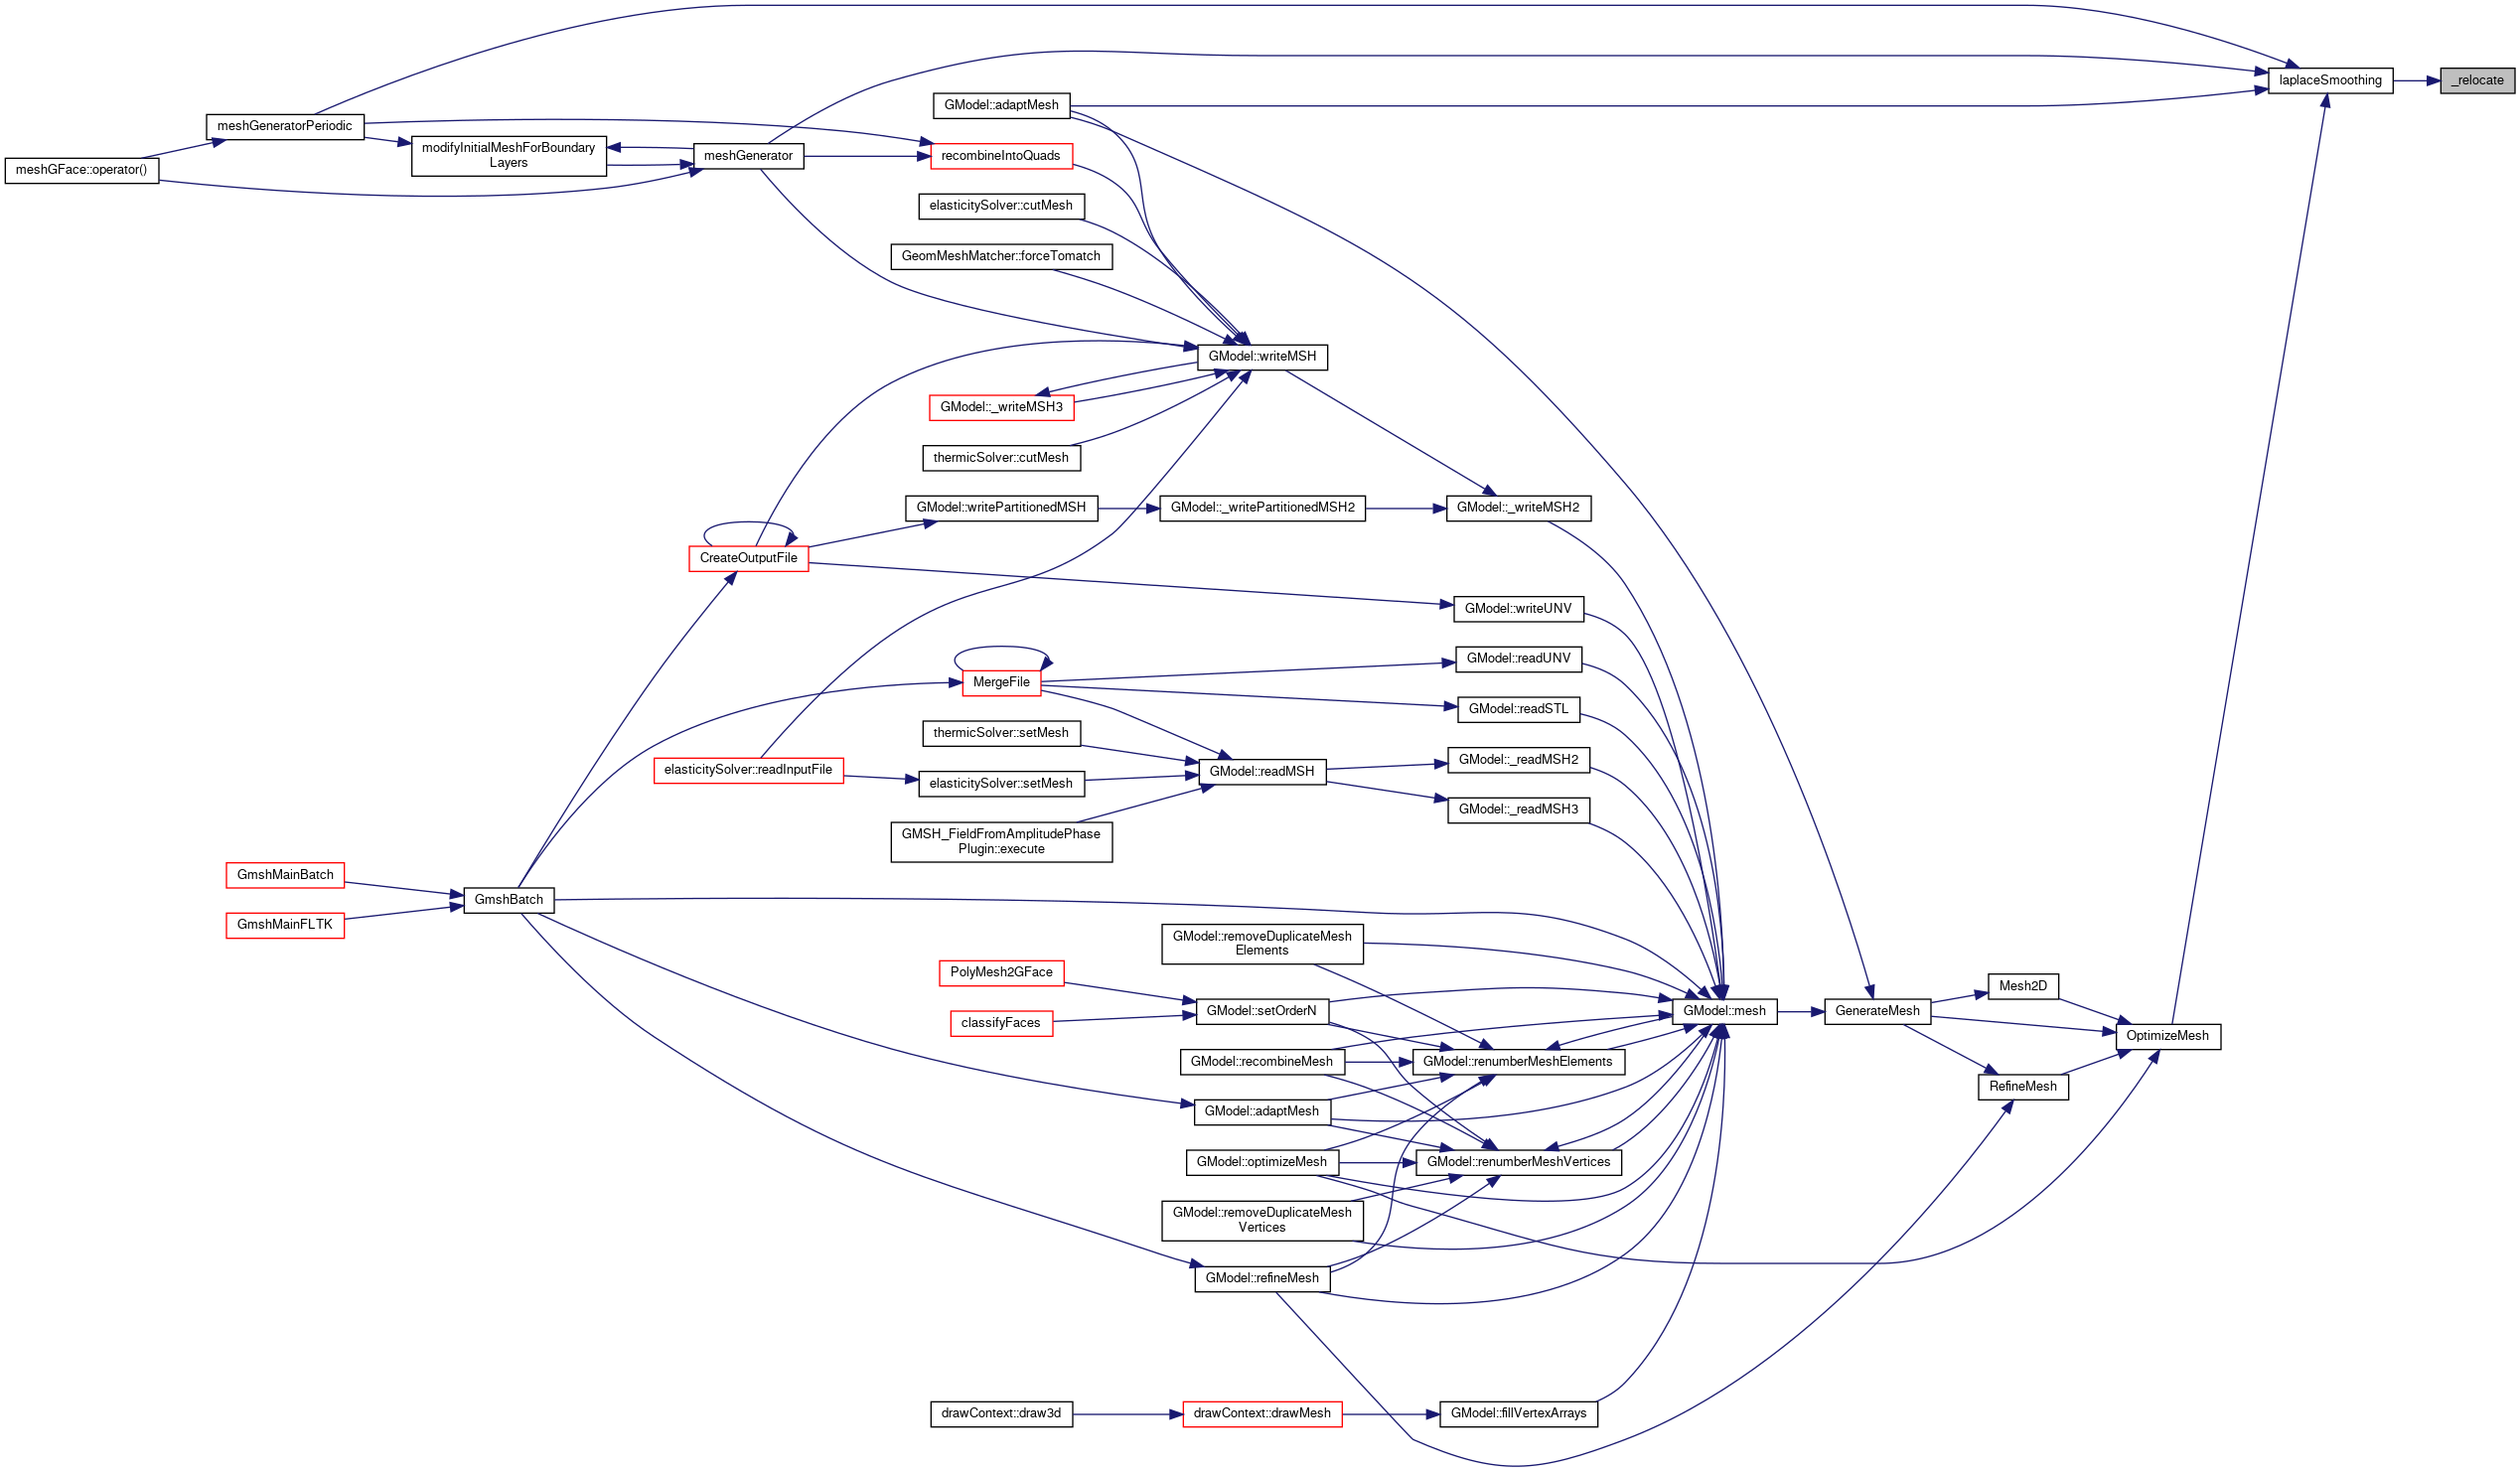 _relocate
laplaceSmoothing
GModel::adaptMesh
meshGeneratorPeriodic
modifyInitialMeshForBoundary
Layers
meshGenerator
recombineIntoQuads
meshGFace::operator()
elasticitySolver::cutMesh
GeomMeshMatcher::forceTomatch
GModel::writeMSH
GModel::_writeMSH3
thermicSolver::cutMesh
GModel::writePartitionedMSH
GModel::_writePartitionedMSH2
GModel::_writeMSH2
CreateOutputFile
GModel::writeUNV
GModel::readUNV
MergeFile
GModel::readSTL
thermicSolver::setMesh
GModel::_readMSH2
elasticitySolver::readInputFile
elasticitySolver::setMesh
GModel::readMSH
GModel::_readMSH3
GMSH_FieldFromAmplitudePhase
Plugin::execute
GmshMainBatch
GmshBatch
GmshMainFLTK
GModel::removeDuplicateMesh
Elements
PolyMesh2GFace
Mesh2D
GModel::setOrderN
GModel::mesh
GenerateMesh
classifyFaces
OptimizeMesh
GModel::recombineMesh
GModel::renumberMeshElements
RefineMesh
GModel::adaptMesh
GModel::optimizeMesh
GModel::renumberMeshVertices
GModel::removeDuplicateMesh
Vertices
GModel::refineMesh
drawContext::draw3d
drawContext::drawMesh
GModel::fillVertexArrays